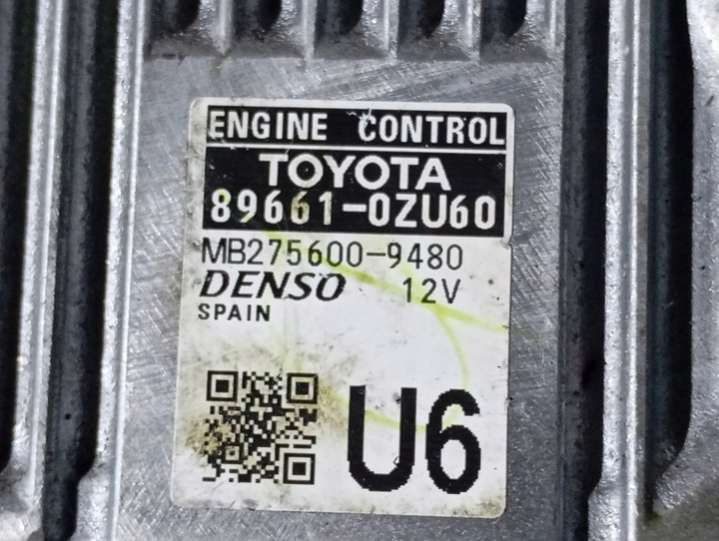 ENGINE CONTROL
TOYOTA
89661-0ZU60
MB275600-9480
DENSO 12V
SPAIN
U6